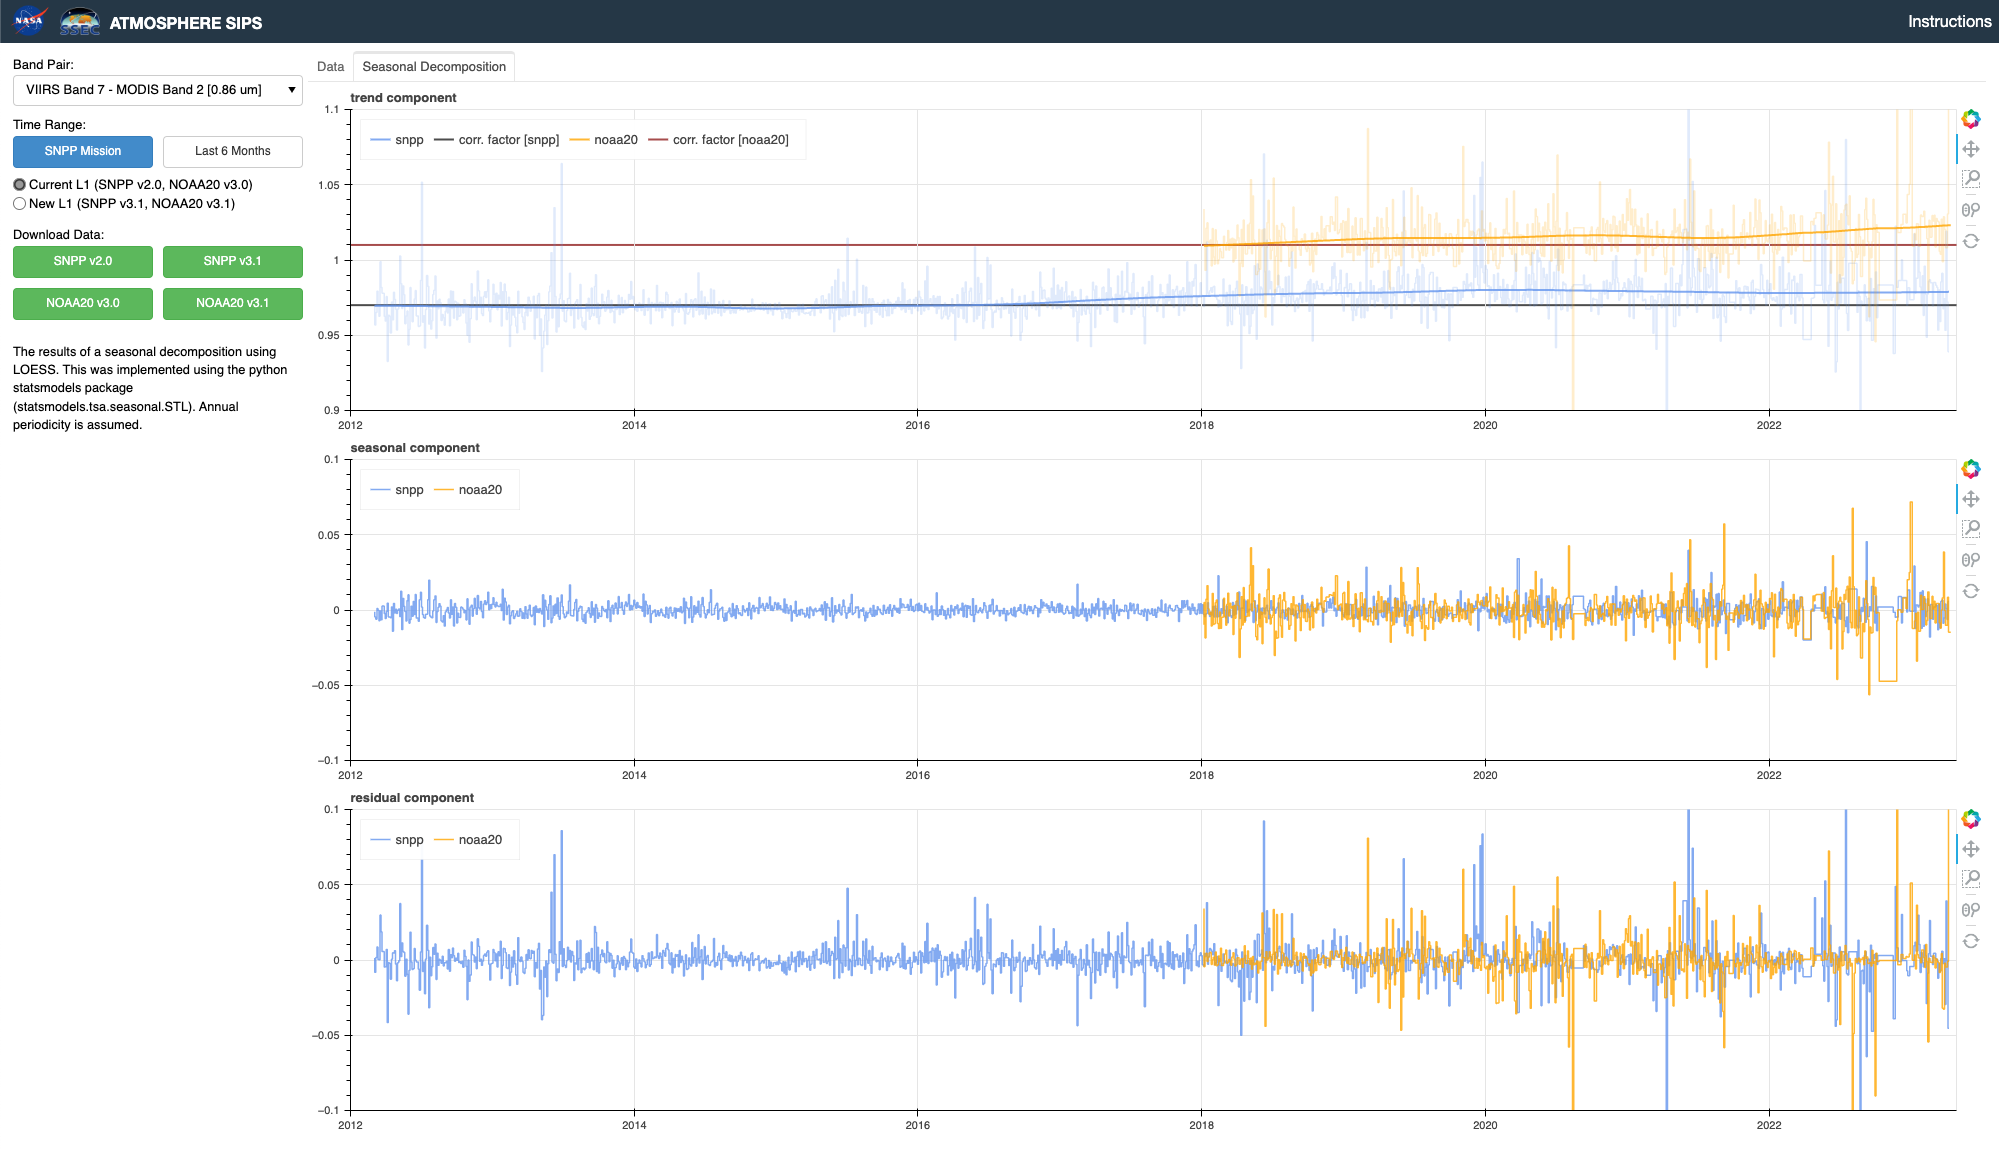 NASA SSEC ATMOSPHERE SIPS Instructions
Band Pair:
VIIRS Band 7 - MODIS Band 2 [0.86 um]
Time Range:
SNPP Mission Last 6 Months
Current L1 (SNPP v2.0, NOAA20 v3.0)
New L1 (SNPP v3.1, NOAA20 v3.1)
Download Data:
SNPP v2.0 SNPP v3.1
NOAA20 v3.0 NOAA20 v3.1
The results of a seasonal decomposition using
LOESS. This was implemented using the python
statsmodels package
(statsmodels.tsa.seasonal.STL). Annual
periodicity is assumed.
Data Seasonal Decomposition
trend component
snpp corr. factor [snpp] noaa20 corr. factor [noaa20]
1.1
1.05
1
0.95
0.9
2012 2014 2016 2018 2020 2022
seasonal component
snpp noaa20
0.1
0.05
0
−0.05
−0.1
2012 2014 2016 2018 2020 2022
residual component
snpp noaa20
0.1
0.05
0
−0.05
−0.1
2012 2014 2016 2018 2020 2022